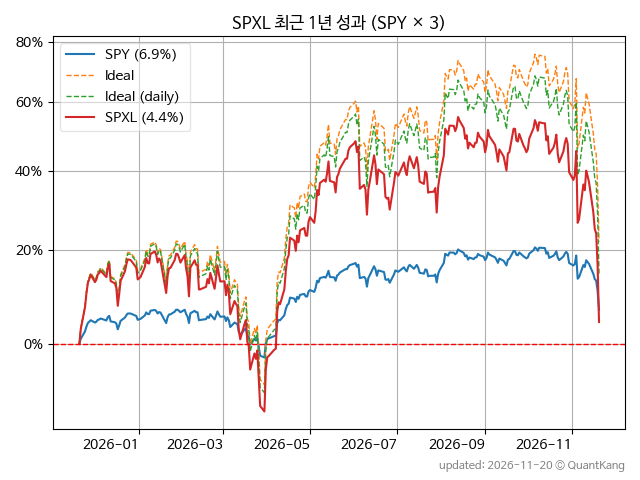 SPXL 최근 1년 성과 (SPY × 3)
80%
60%
40%
20%
0%
SPY (6.9%)
Ideal
Ideal (daily)
SPXL (4.4%)
2026-01
2026-03
2026-05
2026-07
2026-09
2026-11
updated: 2026-11-20 © QuantKang